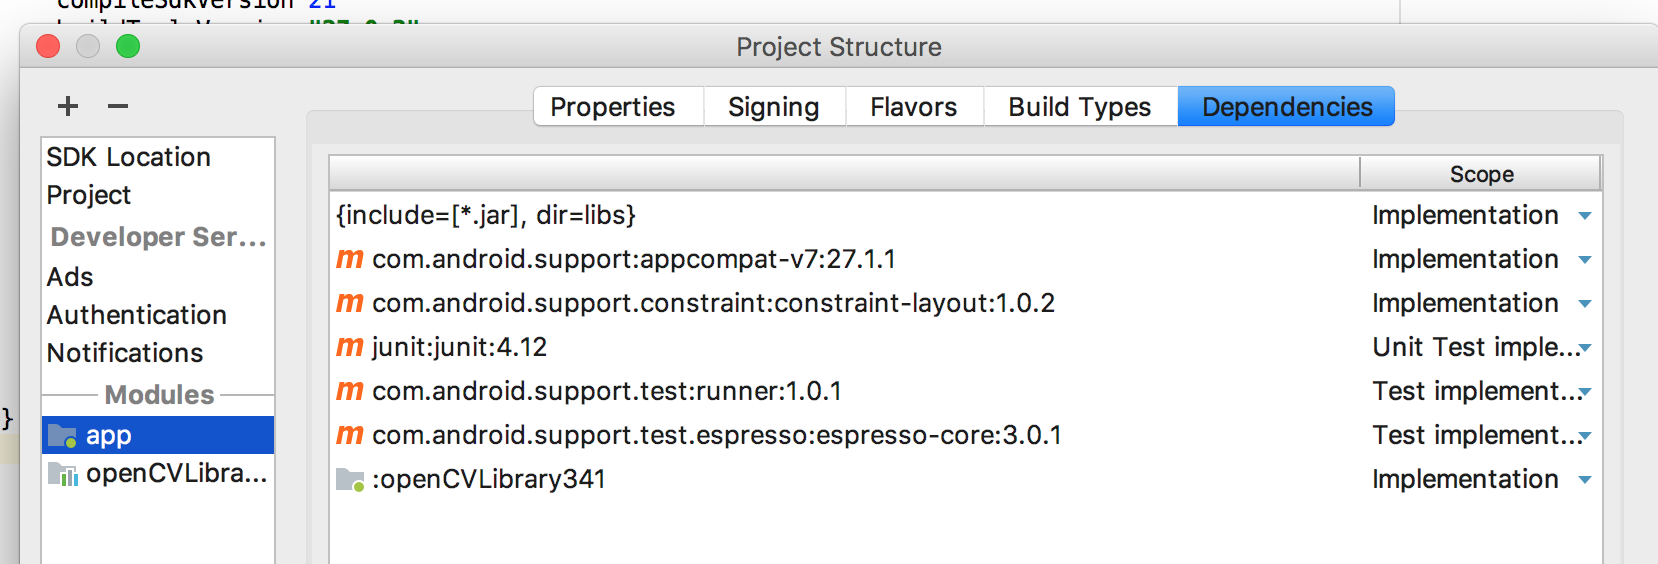 compileSdkVersion 21
Project Structure
Properties
Signing
Flavors
Build Types
Dependencies
SDK Location
Project
Developer Ser...
Ads
Authentication
Notifications
Modules
app
openCVLibra...
Scope
{include=[*.jar], dir=libs} Implementation
m com.android.support:appcompat-v7:27.1.1 Implementation
m com.android.support.constraint:constraint-layout:1.0.2 Implementation
m junit:junit:4.12 Unit Test imple...
m com.android.support.test:runner:1.0.1 Test implement...
m com.android.support.test.espresso:espresso-core:3.0.1 Test implement...
:openCVLibrary341 Implementation
}